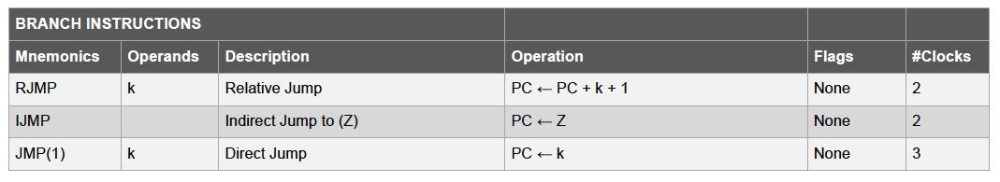 BRANCH INSTRUCTIONS
Mnemonics Operands Description Operation Flags #Clocks
RJMP k Relative Jump PC ← PC + k + 1 None 2
IJMP Indirect Jump to (Z) PC ← Z None 2
JMP(1) k Direct Jump PC ← k None 3